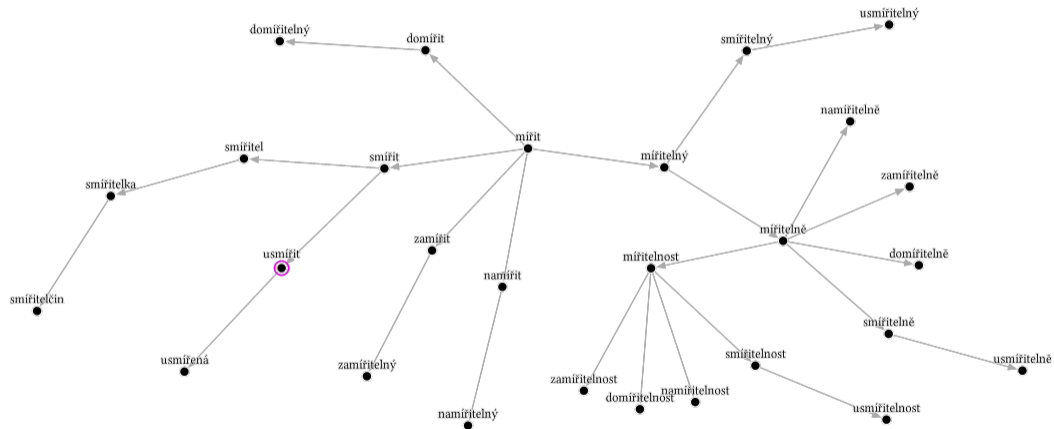 usmířitelný
domířitelný
domířit
smířitelný
namířitelně
mířit
smířitel
smířit
mířitelný
zamířitelně
smířitelka
mířitelně
zamířit
usmířit
mířitelnost
domířitelně
namířit
smířitelčin
smířitelně
smířitelnost
usmířená
zamířitelný
usmířitelně
zamířitelnost
namířitelnost
domířitelnost
namířitelný
usmířitelnost